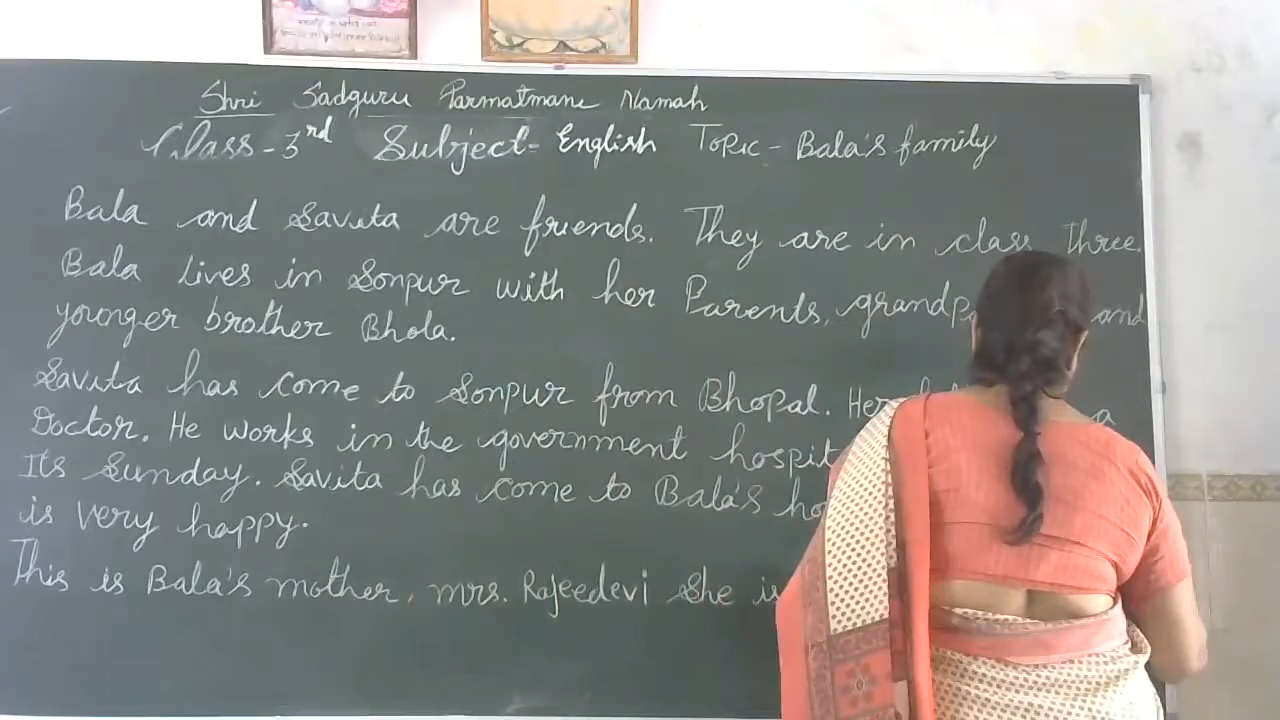 Shri Sadguru Parmatmane Namah
Class - 3rd Subject - English Topic - Bala's family
Bala and Savita are friends. They are in class three.
Bala lives in Sonpur with her Parents, and
younger brother Bhola.
Savita has come to Sonpur from Bhopal. Her a
Doctor. He works in the government
Its Sunday. Savita has come to Bala's
is very happy.
This is Bala's mother, mrs. Rajeedevi She is